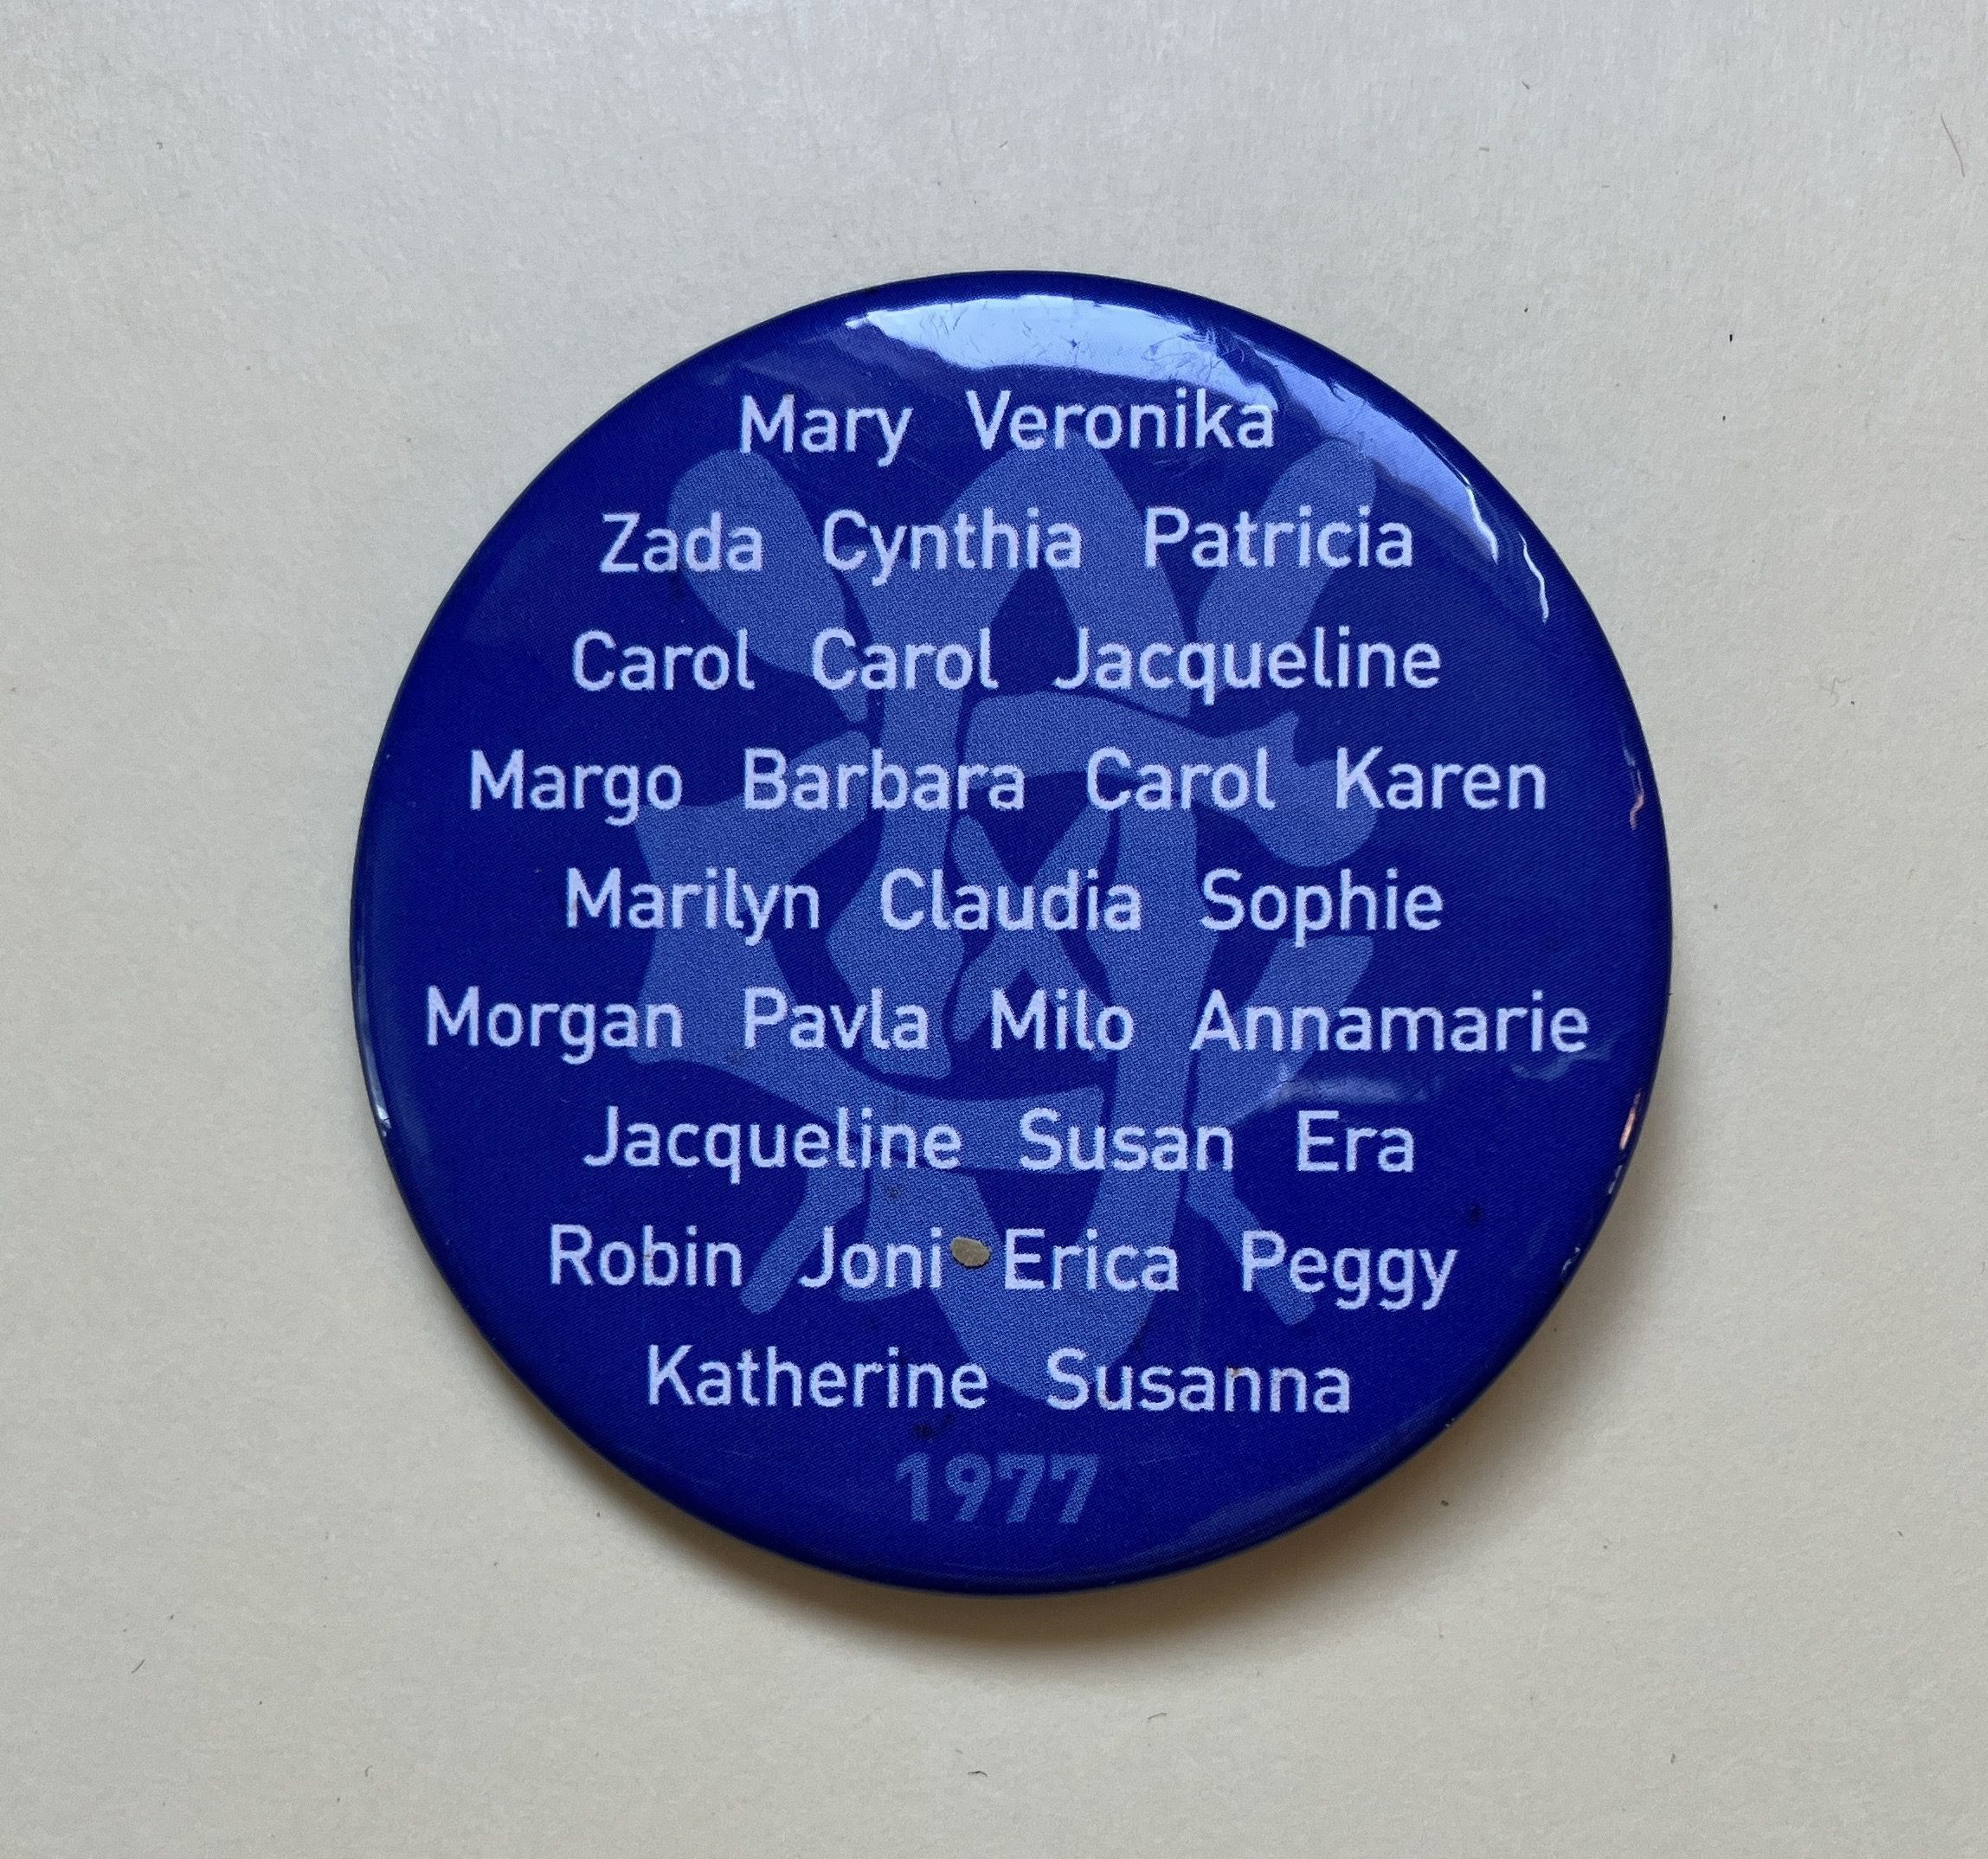 Mary Veronika
Zada Cynthia Patricia
Carol Carol Jacqueline
Margo Barbara Carol Karen
Marilyn Claudia Sophie
Morgan Pavla Milo Annamarie
Jacqueline Susan Era
Robin Joni Erica Peggy
Katherine Susanna
1977